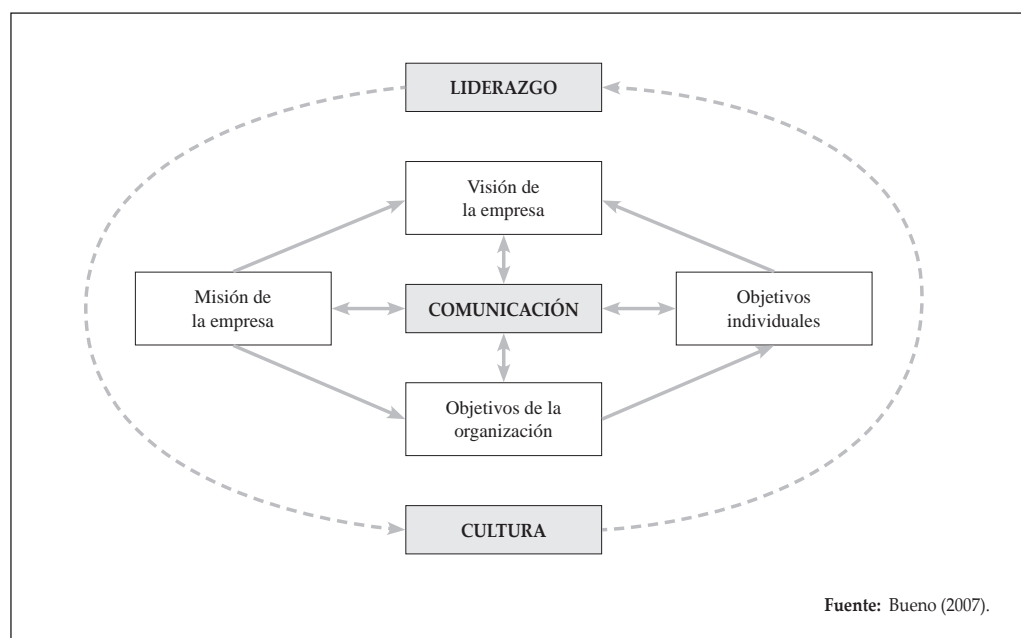 LIDERAZGO
Visión de
la empresa
Misión de
la empresa
COMUNICACIÓN
Objetivos
individuales
Objetivos de la
organización
CULTURA
Fuente: Bueno (2007).